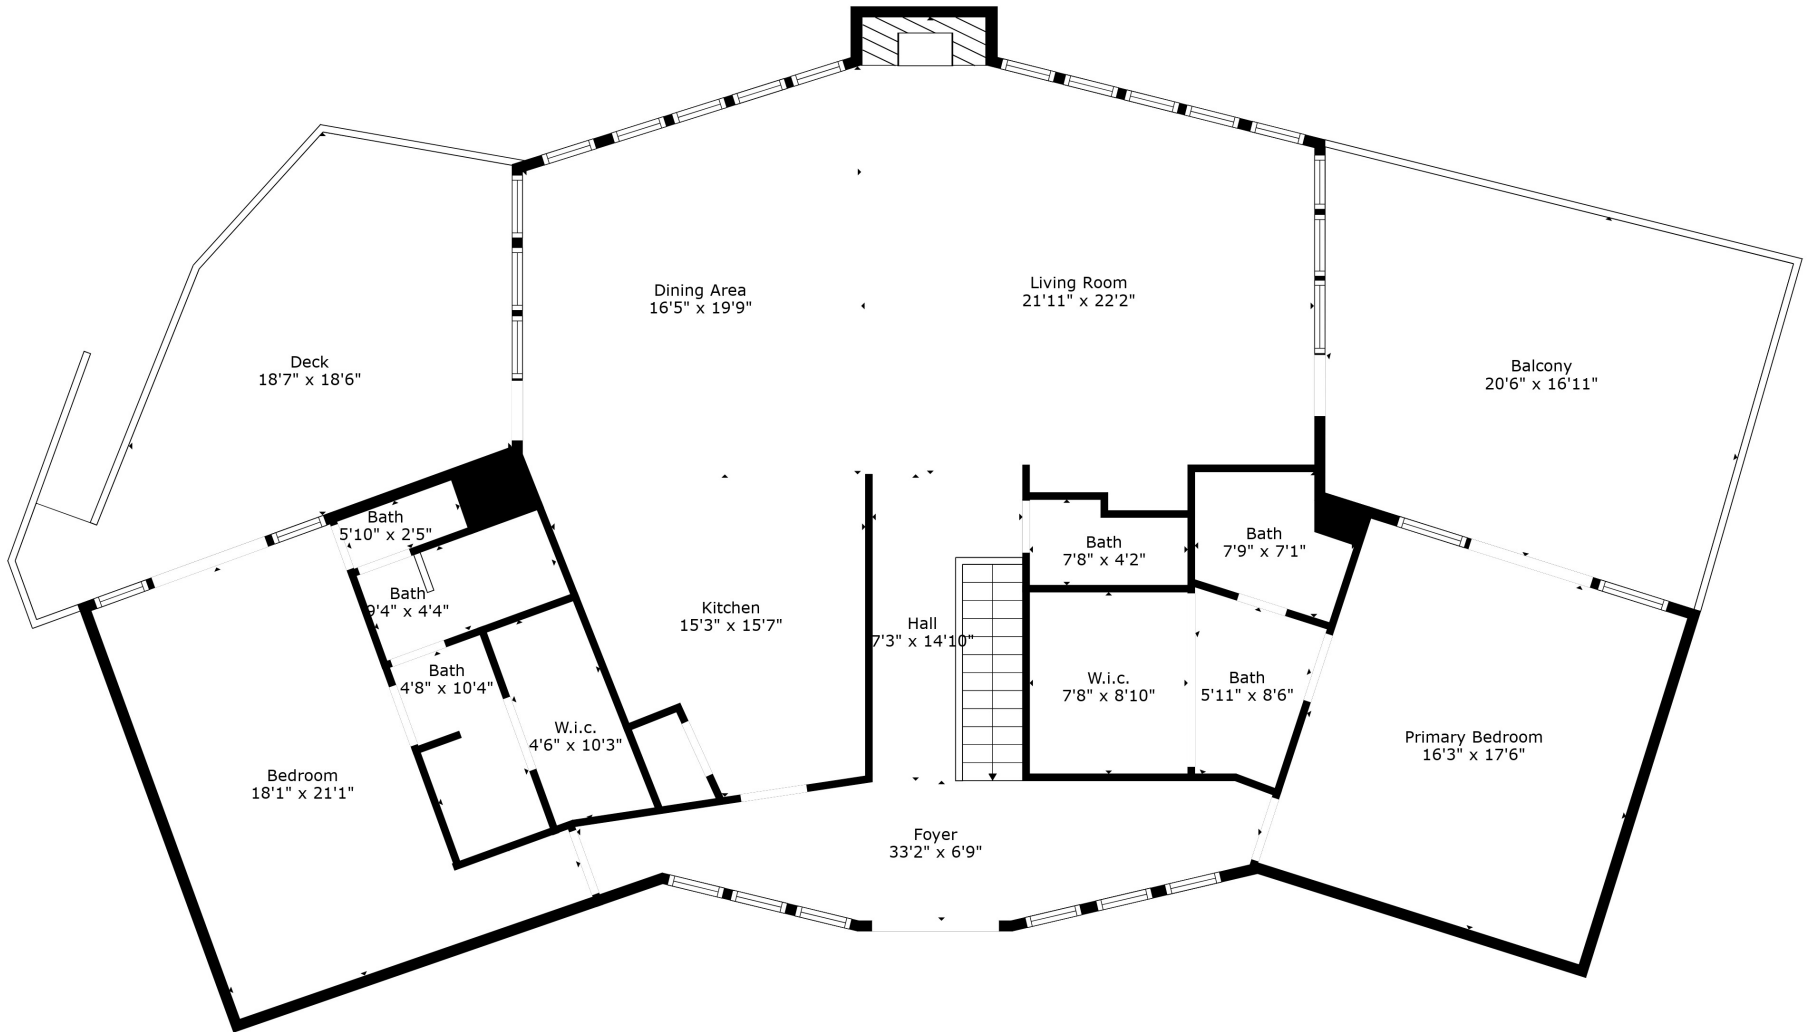 Dining Area
16'5" x 19'9"
Living Room
21'11" x 22'2"
Deck
18'7" x 18'6"
Balcony
20'6" x 16'11"
Bath
5'10" x 2'5"
Bath
7'8" x 4'2"
Bath
7'9" x 7'1"
Bath
9'4" x 4'4"
Kitchen
15'3" x 15'7"
Hall
7'3" x 14'10"
Bath
4'8" x 10'4"
W.i.c.
7'8" x 8'10"
Bath
5'11" x 8'6"
W.i.c.
4'6" x 10'3"
Primary Bedroom
16'3" x 17'6"
Bedroom
18'1" x 21'1"
Foyer
33'2" x 6'9"